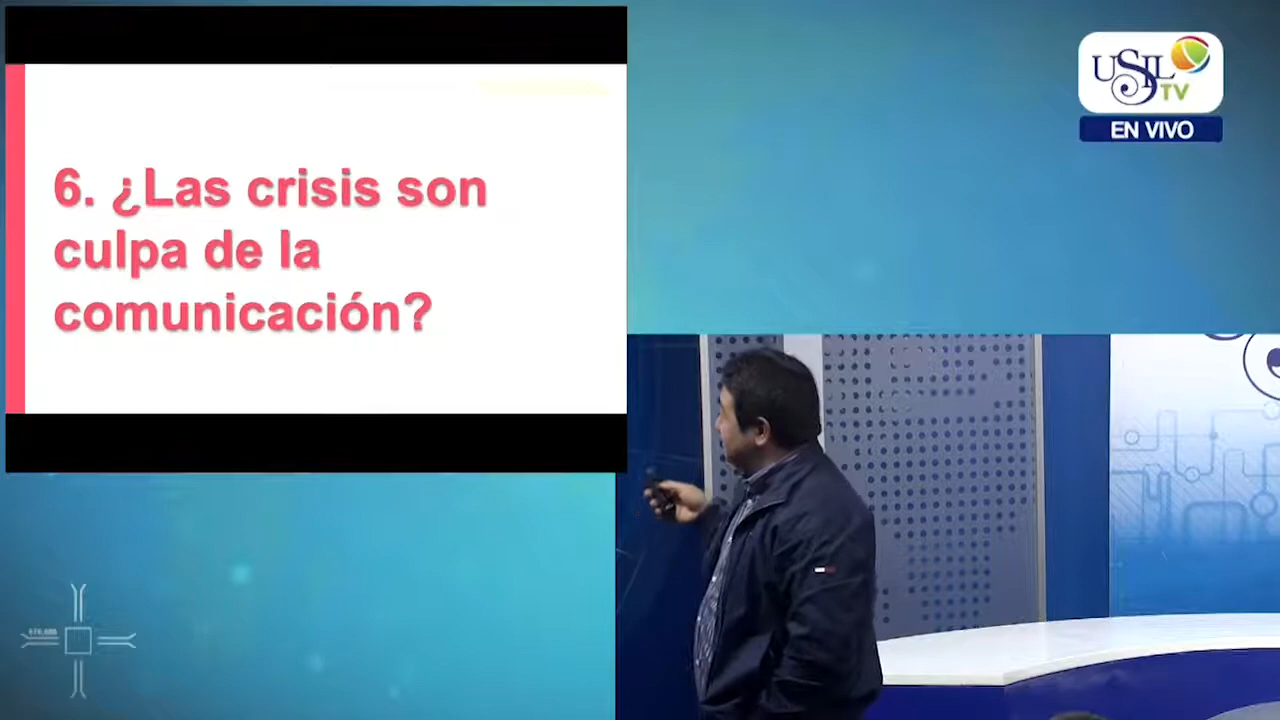 6. ¿Las crisis son
culpa de la
comunicación?
USIL
TV
EN VIVO